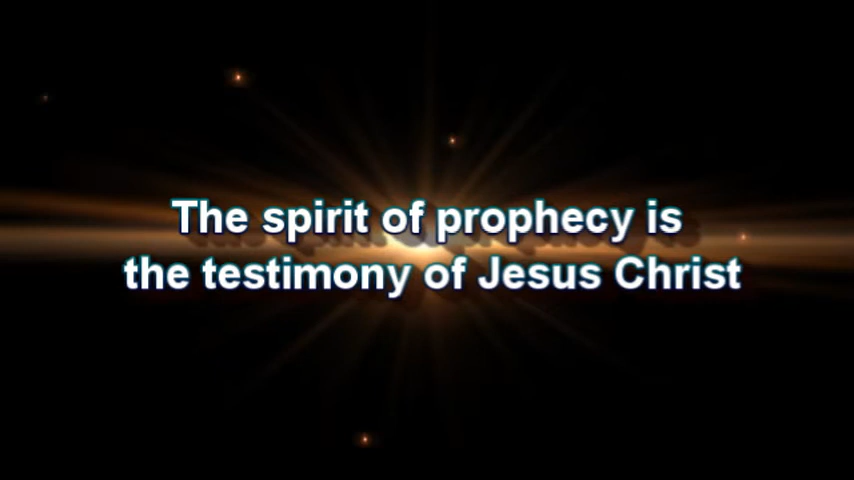 The spirit of prophecy is
the testimony of Jesus Christ